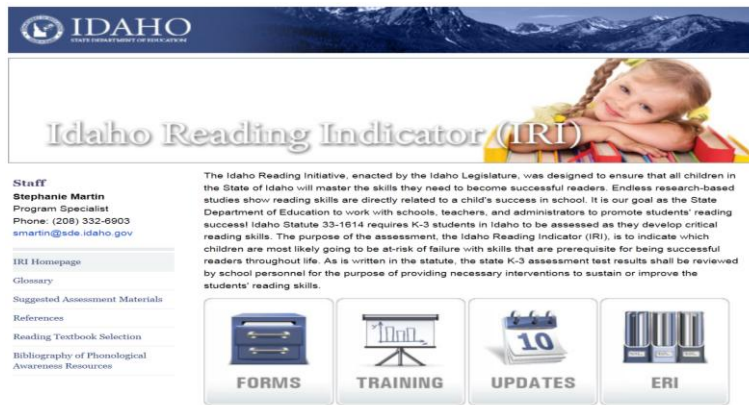 IDAHO
STATE DEPARTMENT OF EDUCATION
Idaho Reading Indicator (IRI)
Staff
Stephanie Martin
Program Specialist
Phone: (208) 332-6903
smartin@sde.idaho.gov
IRI Homepage
Glossary
Suggested Assessment Materials
References
Reading Textbook Selection
Bibliography of Phonological
Awareness Resources
The Idaho Reading Initiative, enacted by the Idaho Legislature, was designed to ensure that all children in
the State of Idaho will master the skills they need to become successful readers. Endless research-based
studies show reading skills are directly related to a child's success in school. It is our goal as the State
Department of Education to work with schools, teachers, and administrators to promote students' reading
success! Idaho Statute 33-1614 requires K-3 students in Idaho to be assessed as they develop critical
reading skills. The purpose of the assessment, the Idaho Reading Indicator (IRI), is to indicate which
children are most likely going to be at-risk of failure with skills that are prerequisite for being successful
readers throughout life. As is written in the statute, the state K-3 assessment test results shall be reviewed
by school personnel for the purpose of providing necessary interventions to sustain or improve the
students' reading skills.
FORMS
TRAINING
10
UPDATES
ERI